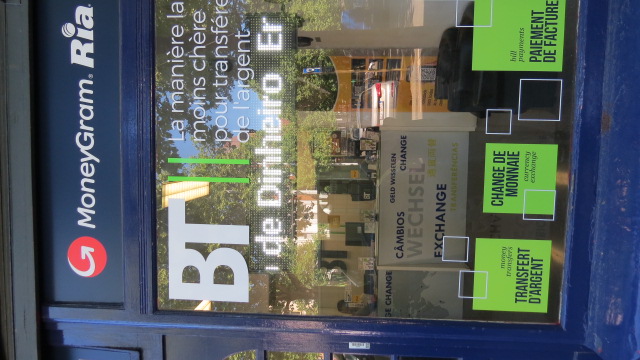 MoneyGram. Ria
BT
La manière la
moins chère
pour transfére
de l'argent
de Dinheiro Er
GE CHANGE
GELD WISSELEN
CÂMBIOS
CHANGE
WECHSEL
EXCHANGE
TRANSFERÊNCIAS
money
transfers
TRANSFERT
D'ARGENT
CHANGE DE
MONNAIE
currency
exchange
bill
payments
PAIEMENT
DE FACTURE